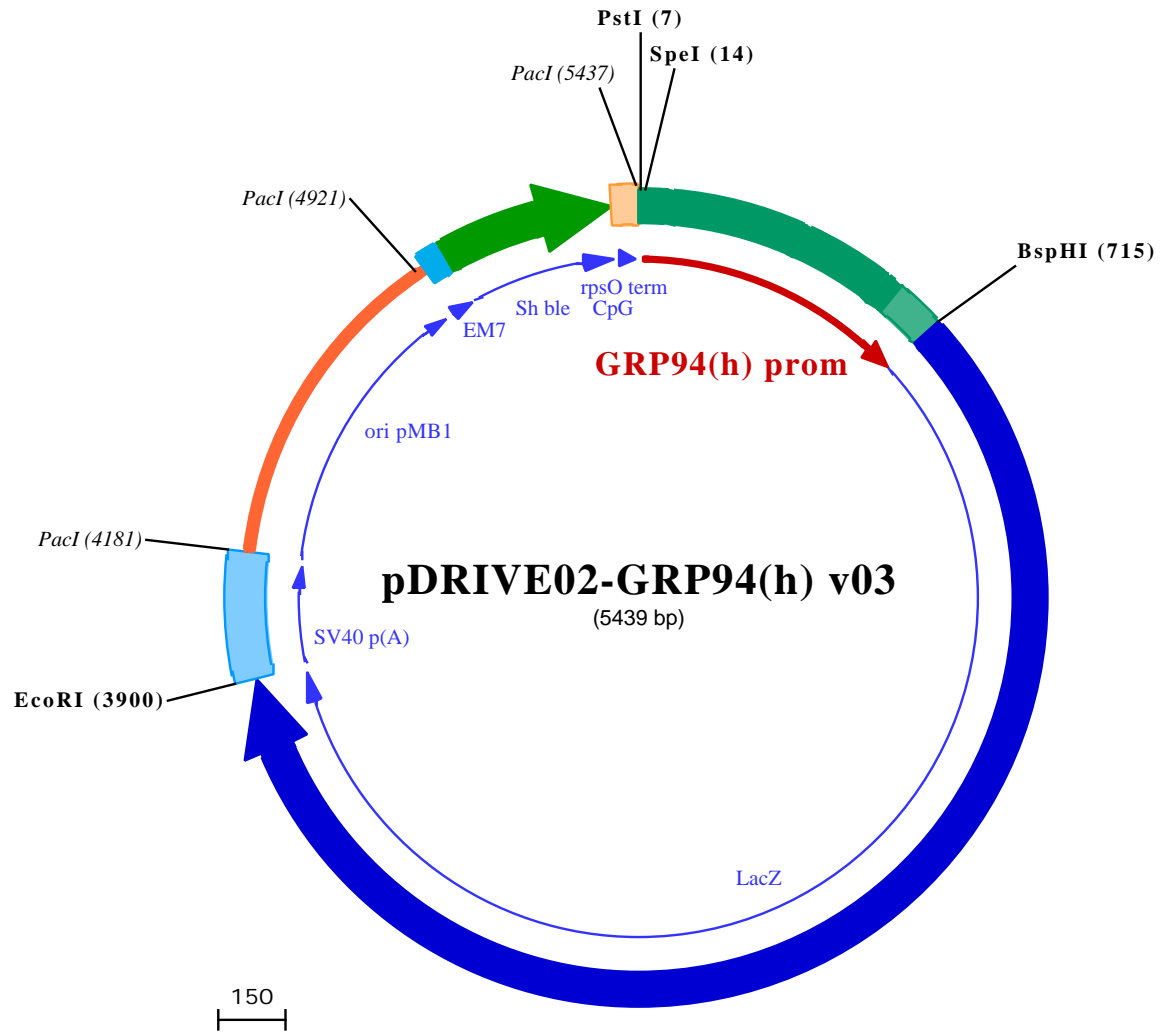 PstI (7)
SpeI (14)
PacI (5437)
PacI (4921)
BspHI (715)
rpsO term
Sh ble CpG
EM7
GRP94(h) prom
ori pMB1
PacI (4181)
pDRIVE02-GRP94(h) v03
(5439 bp)
SV40 p(A)
EcoRI (3900)
LacZ
150